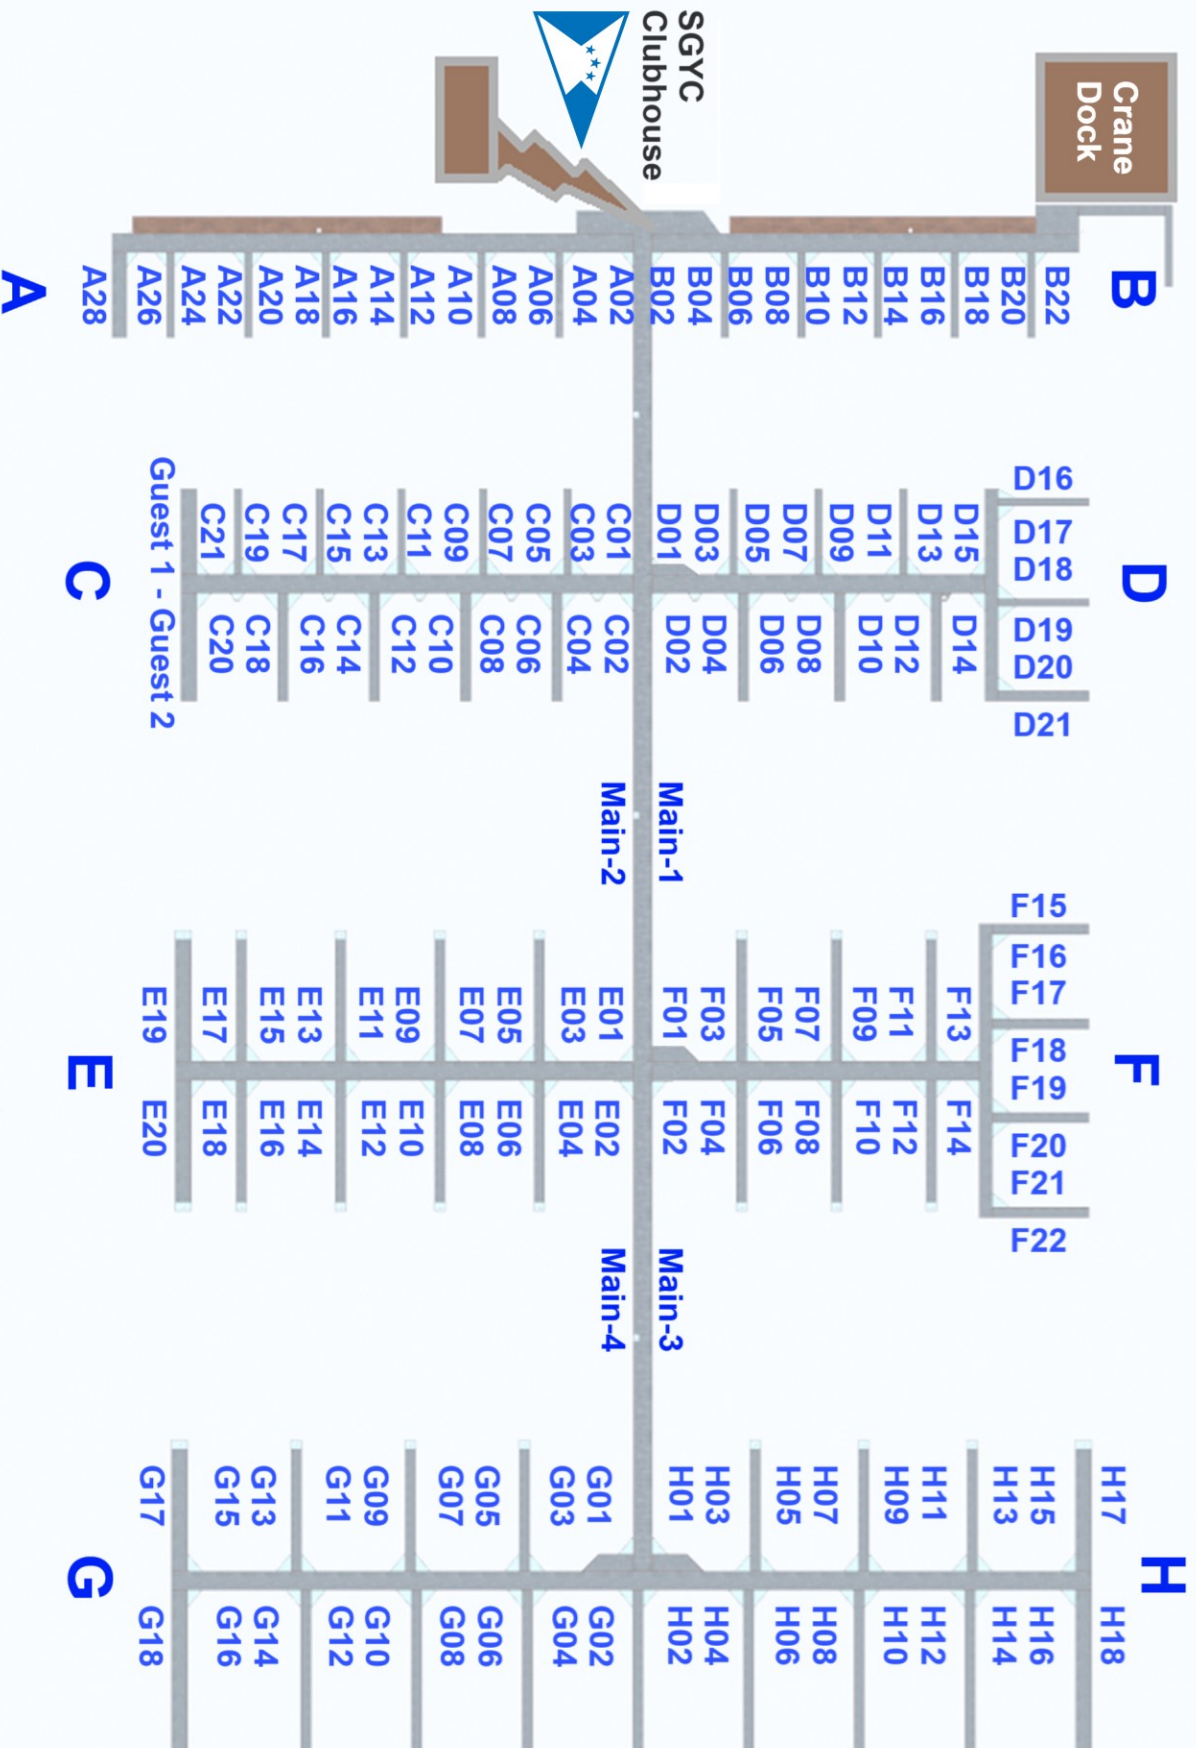 SGYC
Clubhouse
Crane
Dock
A
A28
A26
A24
A22
A20
A18
A16
A14
A12
A10
A08
A06
A04
A02
B02
B04
B06
B08
B10
B12
B14
B16
B18
B20
B22
B
Guest 1 - Guest 2
C
C21
C19
C17
C15
C13
C11
C09
C07
C05
C03
C01
D01
D03
D05
D07
D09
D11
D13
D15
C20
C18
C16
C14
C12
C10
C08
C06
C04
C02
D02
D04
D06
D08
D10
D12
D14
D16
D17
D18
D19
D20
D21
D
Main-1
Main-2
E
E19
E17
E15
E13
E11
E09
E07
E05
E03
E01
F01
F03
F05
F07
F09
F11
F13
E20
E18
E16
E14
E12
E10
E08
E06
E04
E02
F02
F04
F06
F08
F10
F12
F14
F15
F16
F17
F18
F19
F20
F21
F22
F
Main-3
Main-4
G
G17
G15
G13
G11
G09
G07
G05
G03
G01
H01
H03
H05
H07
H09
H11
H13
H15
H17
G18
G16
G14
G12
G10
G08
G06
G04
G02
H02
H04
H06
H08
H10
H12
H14
H16
H18
H